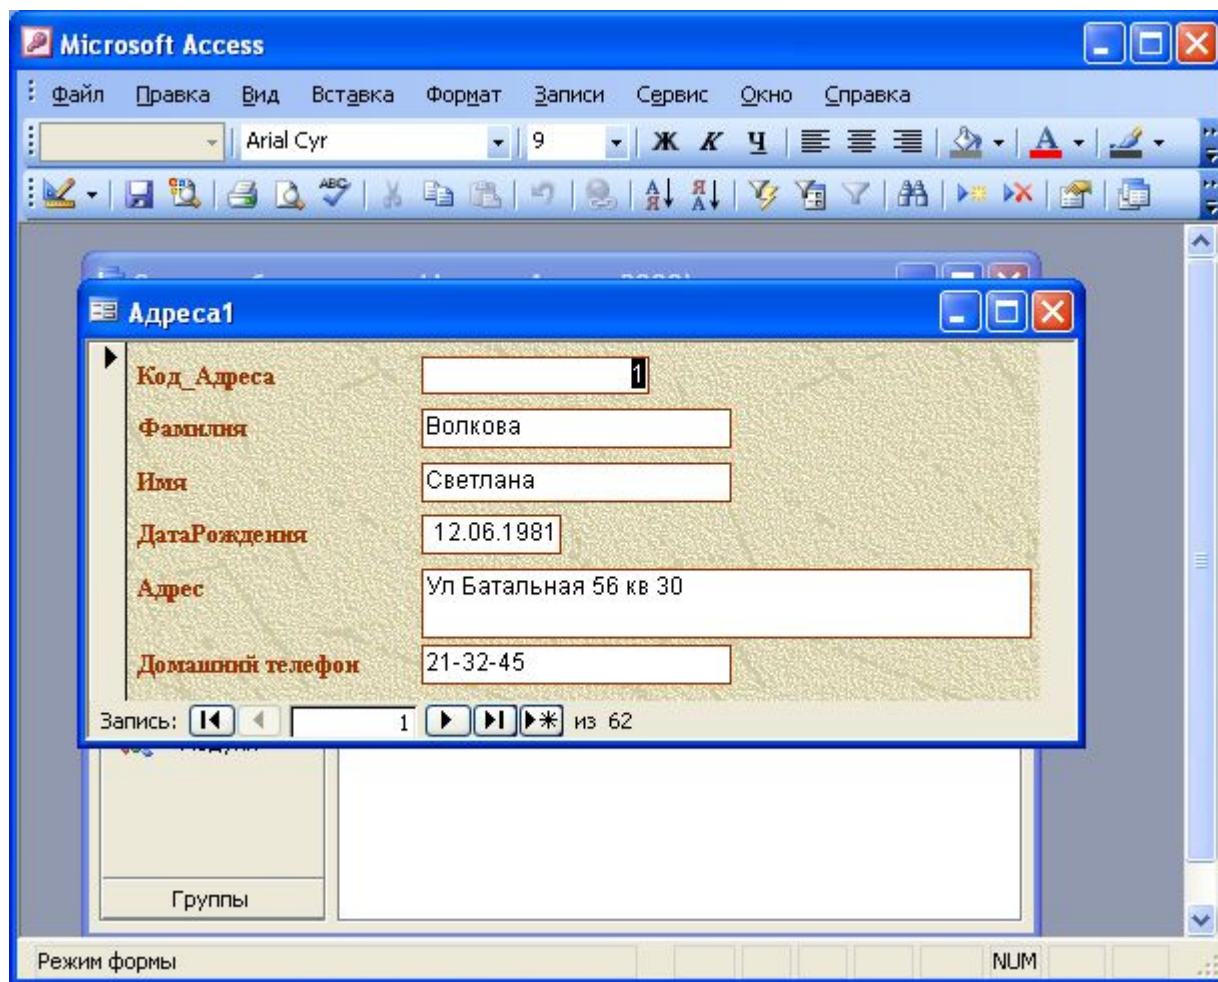 Microsoft Access
Файл Правка Вид Вставка Формат Записи Сервис Окно Справка
Arial Cyr 9 Ж К Ч
Адреса1
Код_Адреса 1
Фамилия Волкова
Имя Светлана
ДатаРождения 12.06.1981
Адрес Ул Батальная 56 кв 30
Домашний телефон 21-32-45
Запись: 1 из 62
Группы
Режим формы NUM